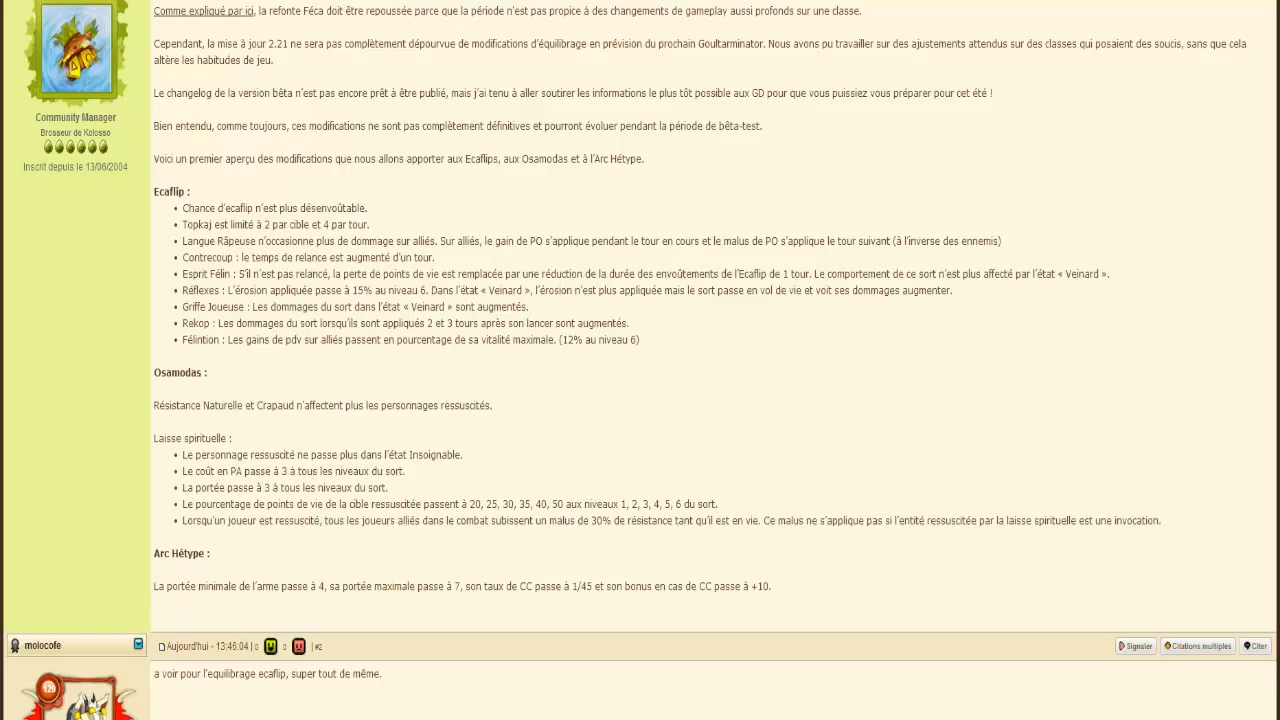 Comme expliqué par ici, la refonte Féca doit être repoussée parce que la période n'est pas propice à des changements de gameplay aussi profonds sur une classe.
Cependant, la mise à jour 2.21 ne sera pas complètement dépourvue de modifications d'équilibrage en prévision du prochain Goultarminator. Nous avons pu travailler sur des ajustements attendus sur des classes qui posaient des soucis, sans que cela
altère les habitudes de jeu.
Le changelog de la version bêta n'est pas encore prêt à être publié, mais j'ai tenu à aller soutirer les informations le plus tôt possible aux GD pour que vous puissiez vous préparer pour cet été !
Community Manager
Brosseur de Kolosso
Inscrit depuis le 13/06/2004
Bien entendu, comme toujours, ces modifications ne sont pas complètement définitives et pourront évoluer pendant la période de bêta-test.
Voici un premier aperçu des modifications que nous allons apporter aux Ecaflips, aux Osamodas et à l'Arc Hétype.
Ecaflip :
• Chance d'ecaflip n'est plus désenvoûtable.
• Topkaj est limité à 2 par cible et 4 par tour.
• Langue Râpeuse n'occasionne plus de dommage sur alliés. Sur alliés, le gain de PO s'applique pendant le tour en cours et le malus de PO s'applique le tour suivant (à l'inverse des ennemis)
• Contrecoup : le temps de relance est augmenté d'un tour.
• Esprit Félin : S'il n'est pas relancé, la perte de points de vie est remplacée par une réduction de la durée des envoûtements de l'Ecaflip de 1 tour. Le comportement de ce sort n'est plus affecté par l'état « Veinard ».
• Réflexes : L'érosion appliquée passe à 15% au niveau 6. Dans l'état « Veinard », l'érosion n'est plus appliquée mais le sort passe en vol de vie et voit ses dommages augmenter.
• Griffe Joueuse : Les dommages du sort dans l'état « Veinard » sont augmentés.
• Rekop : Les dommages du sort lorsqu'ils sont appliqués 2 et 3 tours après son lancer sont augmentés.
• Félintion : Les gains de pdv sur alliés passent en pourcentage de sa vitalité maximale. (12% au niveau 6)
Osamodas :
Résistance Naturelle et Crapaud n'affectent plus les personnages ressuscités.
Laisse spirituelle :
• Le personnage ressuscité ne passe plus dans l'état Insoignable.
• Le coût en PA passe à 3 à tous les niveaux du sort.
• La portée passe à 3 à tous les niveaux du sort.
• Le pourcentage de points de vie de la cible ressuscitée passent à 20, 25, 30, 35, 40, 50 aux niveaux 1, 2, 3, 4, 5, 6 du sort.
• Lorsqu'un joueur est ressuscité, tous les joueurs alliés dans le combat subissent un malus de 30% de résistance tant qu'il est en vie. Ce malus ne s'applique pas si l'entité ressuscitée par la laisse spirituelle est une invocation.
Arc Hétype :
La portée minimale de l'arme passe à 4, sa portée maximale passe à 7, son taux de CC passe à 1/45 et son bonus en cas de CC passe à +10.
molocofe
Aujourd'hui - 13:46:04 | 0 0 | #2
Signaler Citations multiples Citer
a voir pour l'equilibrage ecaflip, super tout de même.
129